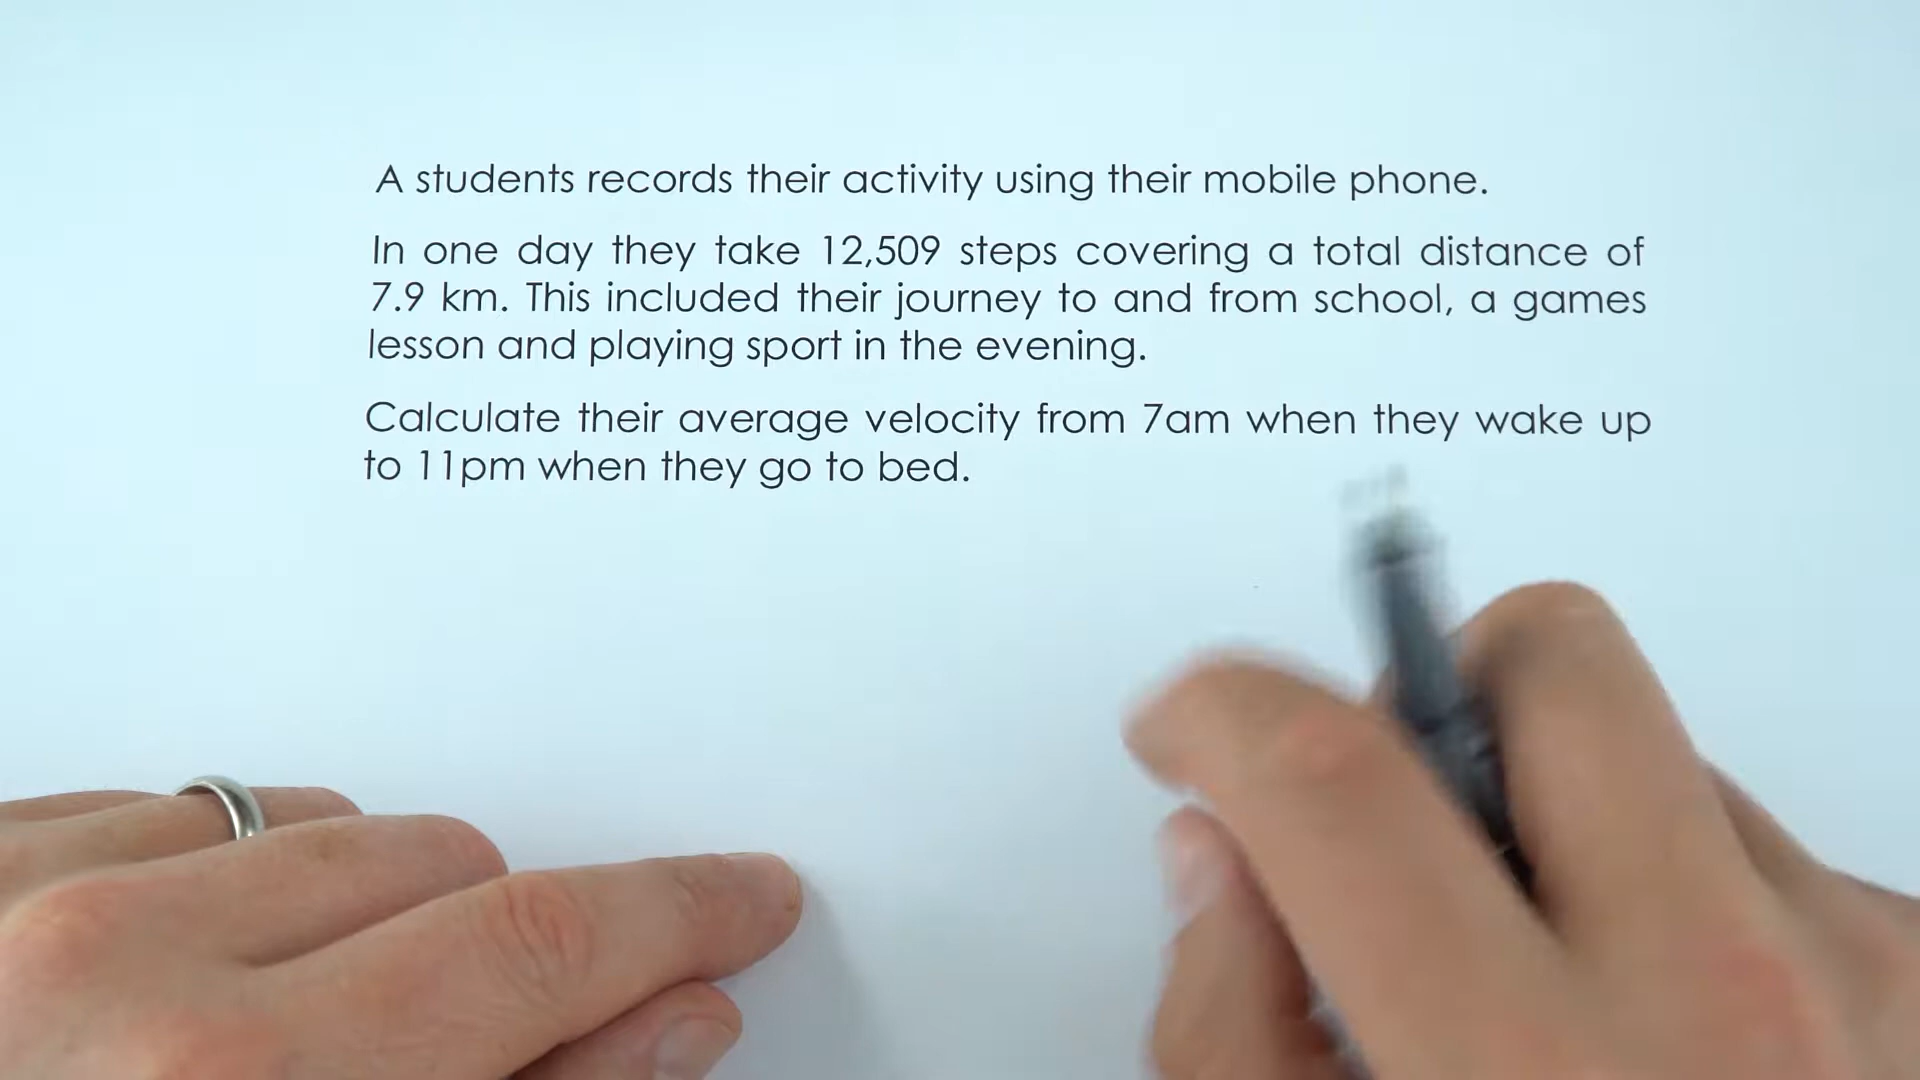 A students records their activity using their mobile phone.
In one day they take 12,509 steps covering a total distance of
7.9 km. This included their journey to and from school, a games
lesson and playing sport in the evening.
Calculate their average velocity from 7am when they wake up
to 11pm when they go to bed.